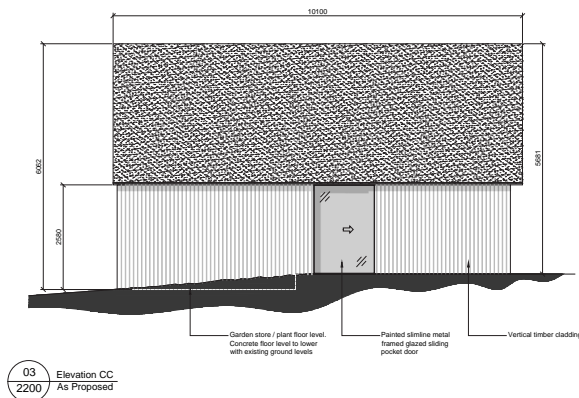 10100
6062
2580
5681
Garden store / plant floor level.
Concrete floor level to lower
with existing ground levels
Painted slimline metal
framed glazed sliding
pocket door
Vertical timber cladding
03
2200
Elevation CC
As Proposed